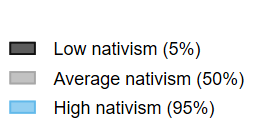 Low nativism (5%)
Average nativism (50%)
High nativism (95%)